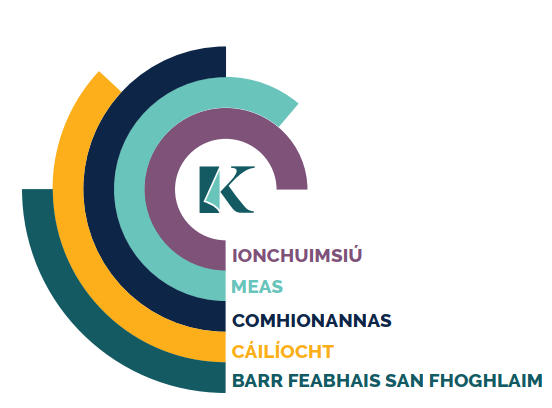 K
IONCHUIMSIÚ
MEAS
COMHIONANNAS
CÁILÍOCHT
BARR FEABHAIS SAN FHOGHLAIM